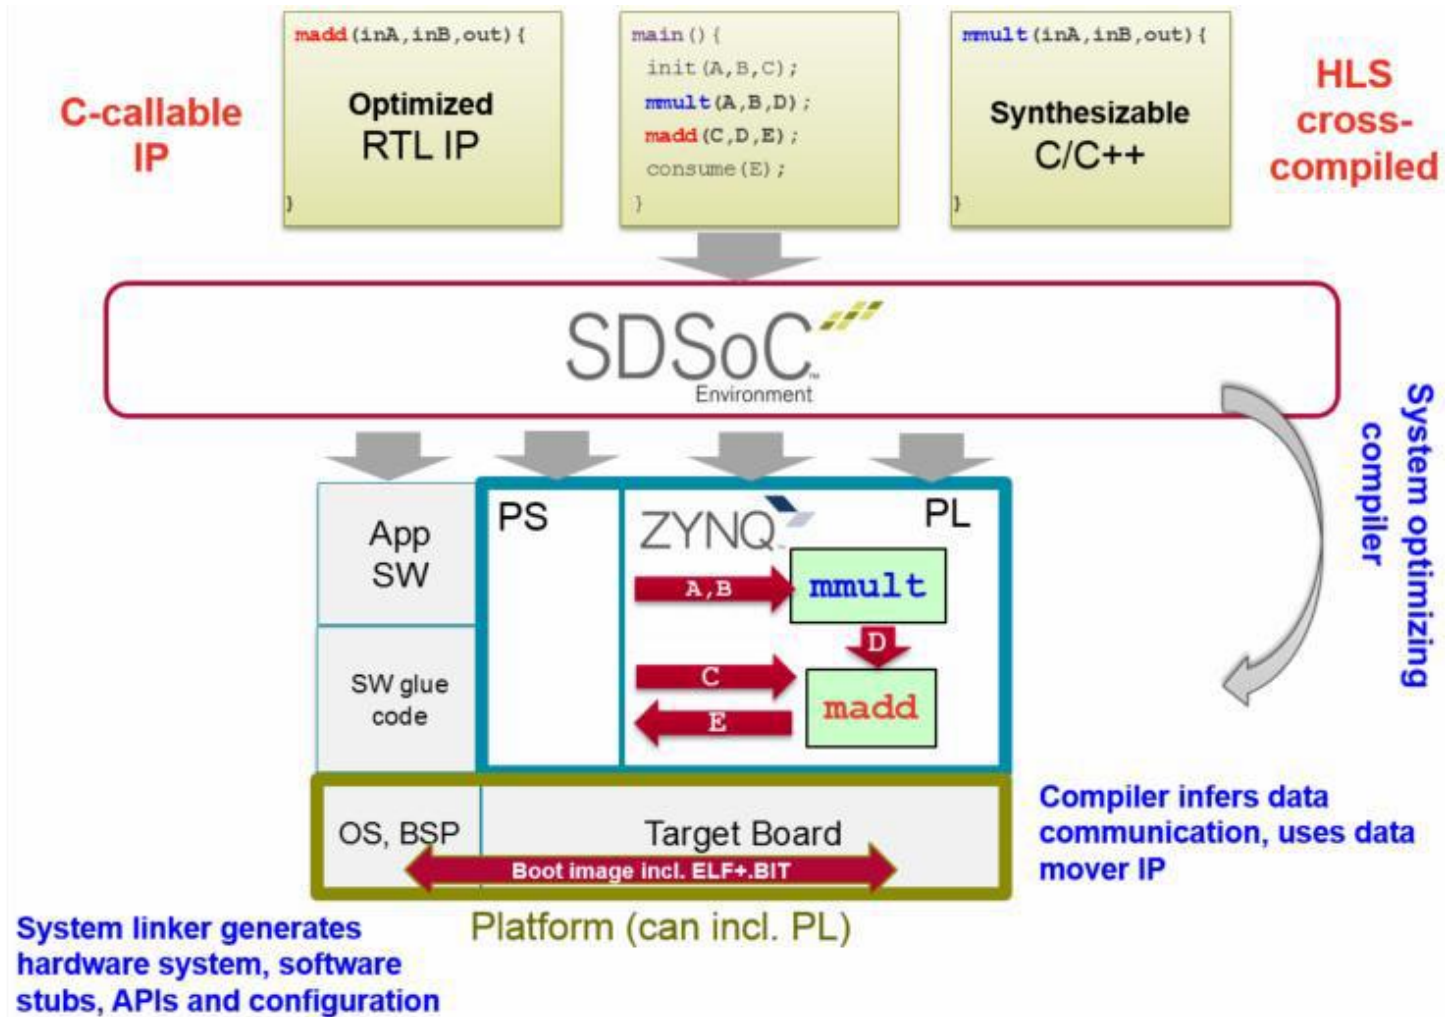 C-callable
IP
madd(inA,inB,out){
Optimized
RTL IP
}
main(){
init(A,B,C);
mmult(A,B,D);
madd(C,D,E);
consume(E);
}
mmult(inA,inB,out){
Synthesizable
C/C++
}
HLS
cross-
compiled
SDSoC™
Environment
System optimizing
compiler
App
SW
SW glue
code
PS
ZYNQ™
PL
A,B
mmult
D
C
madd
E
OS, BSP
Target Board
Boot image incl. ELF+.BIT
Platform (can incl. PL)
Compiler infers data
communication, uses data
mover IP
System linker generates
hardware system, software
stubs, APIs and configuration